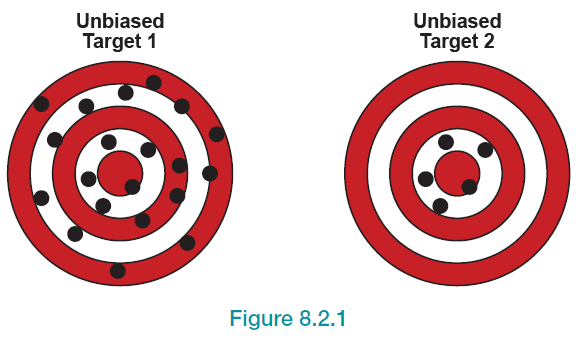 Unbiased
Target 1
Unbiased
Target 2
Figure 8.2.1